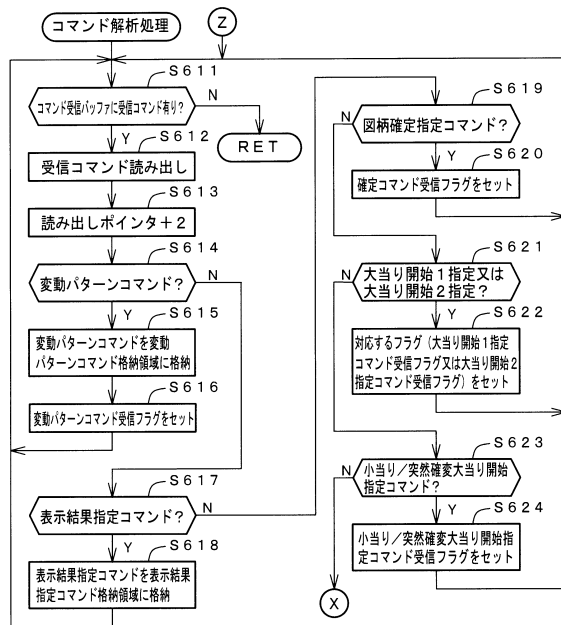 コマンド解析処理
Z
S611
コマンド受信バッファに受信コマンド有り?
N
RET
Y
S612
受信コマンド読み出し
S613
読み出しポインタ+2
S614
変動パターンコマンド?
N
Y
S615
変動パターンコマンドを変動
パターンコマンド格納領域に格納
S616
変動パターンコマンド受信フラグをセット
S617
表示結果指定コマンド?
N
Y
S618
表示結果指定コマンドを表示結果
指定コマンド格納領域に格納
S619
N
図柄確定指定コマンド?
Y
S620
確定コマンド受信フラグをセット
S621
N
大当り開始1指定又は
大当り開始2指定?
Y
S622
対応するフラグ(大当り開始1指定
コマンド受信フラグ又は大当り開始2
指定コマンド受信フラグ)をセット
S623
N
小当り/突然確変大当り開始
指定コマンド?
Y
S624
小当り/突然確変大当り開始指
定コマンド受信フラグをセット
X